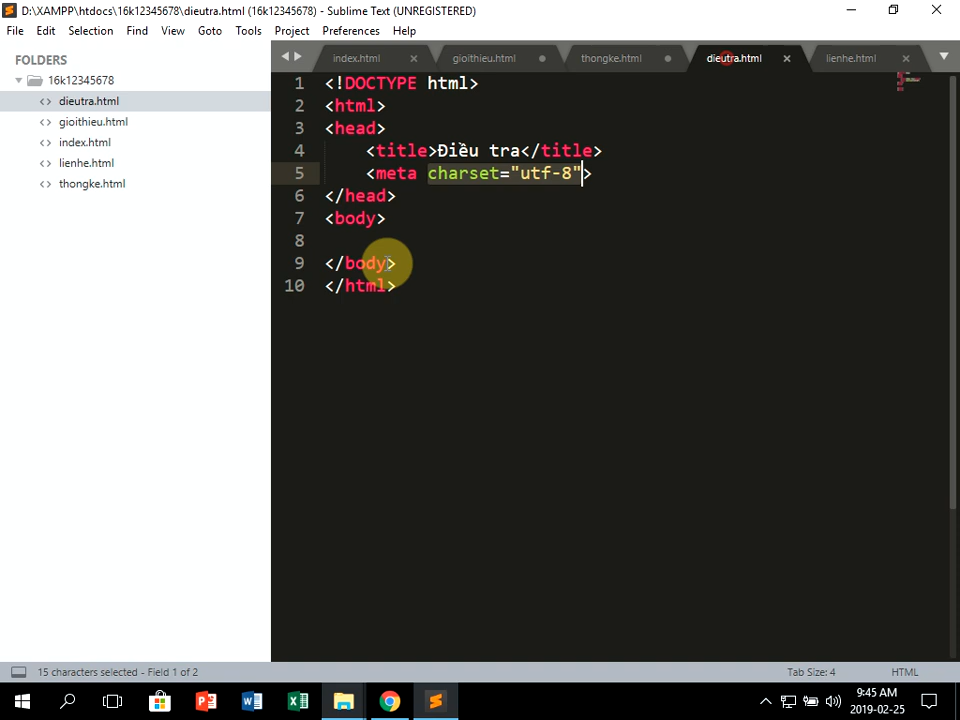 D:\XAMPP\htdocs\16k12345678\dieutra.html (16k12345678) - Sublime Text (UNREGISTERED)
File Edit Selection Find View Goto Tools Project Preferences Help
FOLDERS
16k12345678
<> dieutra.html
<> gioithieu.html
<> index.html
<> lienhe.html
<> thongke.html
index.html gioithieu.html thongke.html dieutra.html lienhe.html
1 <!DOCTYPE html>
2 <html>
3 <head>
4 <title>Điều tra</title>
5 <meta charset="utf-8">
6 </head>
7 <body>
8
9 </body>
10 </html>
15 characters selected - Field 1 of 2
Tab Size: 4
HTML
9:45 AM
2019-02-25